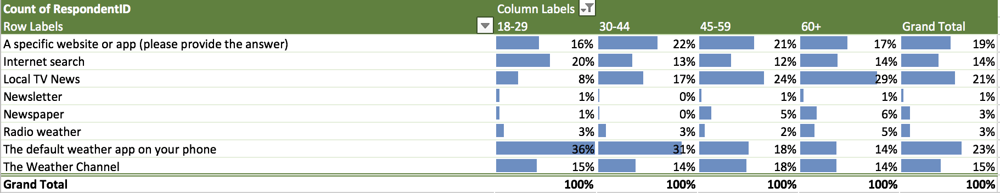 Count of RespondentID Column Labels
Row Labels 18-29 30-44 45-59 60+ Grand Total
A specific website or app (please provide the answer) 16% 22% 21% 17% 19%
Internet search 20% 13% 12% 14% 14%
Local TV News 8% 17% 24% 29% 21%
Newsletter 1% 0% 1% 1% 1%
Newspaper 1% 0% 5% 6% 3%
Radio weather 3% 3% 2% 5% 3%
The default weather app on your phone 36% 31% 18% 14% 23%
The Weather Channel 15% 14% 18% 14% 15%
Grand Total 100% 100% 100% 100% 100%